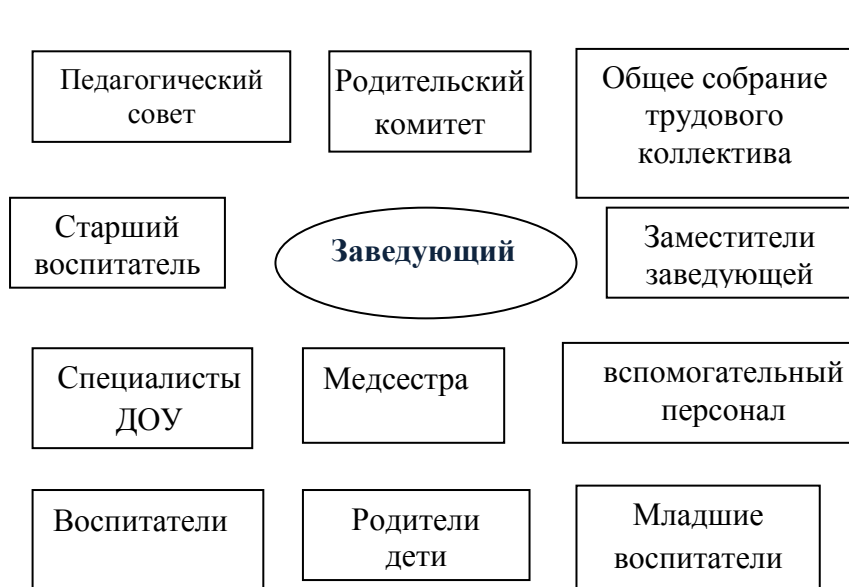 Педагогический
совет
Родительский
комитет
Общее собрание
трудового
коллектива
Старший
воспитатель
Заведующий
Заместители
заведующей
Специалисты
ДОУ
Медсестра
вспомогательный
персонал
Воспитатели
Родители
дети
Младшие
воспитатели